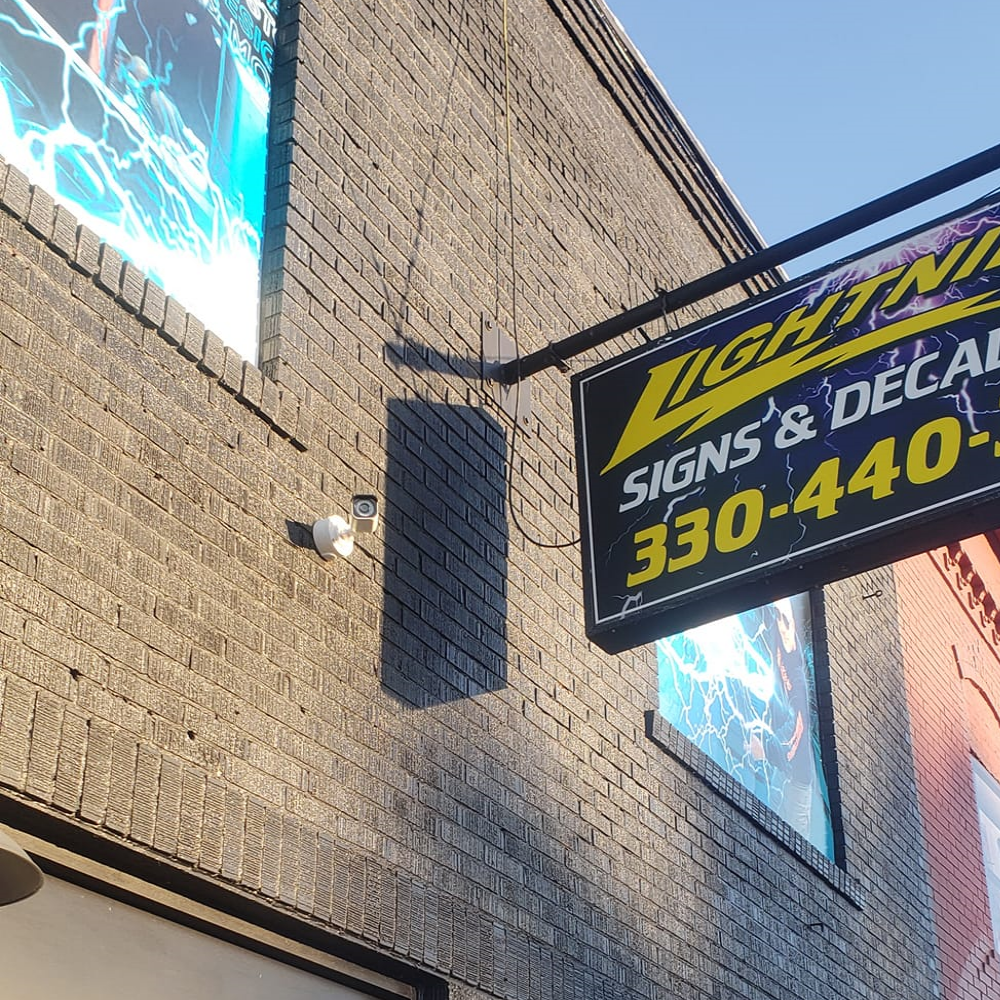 LIGHTNI
SIGNS & DECAL
330-440-